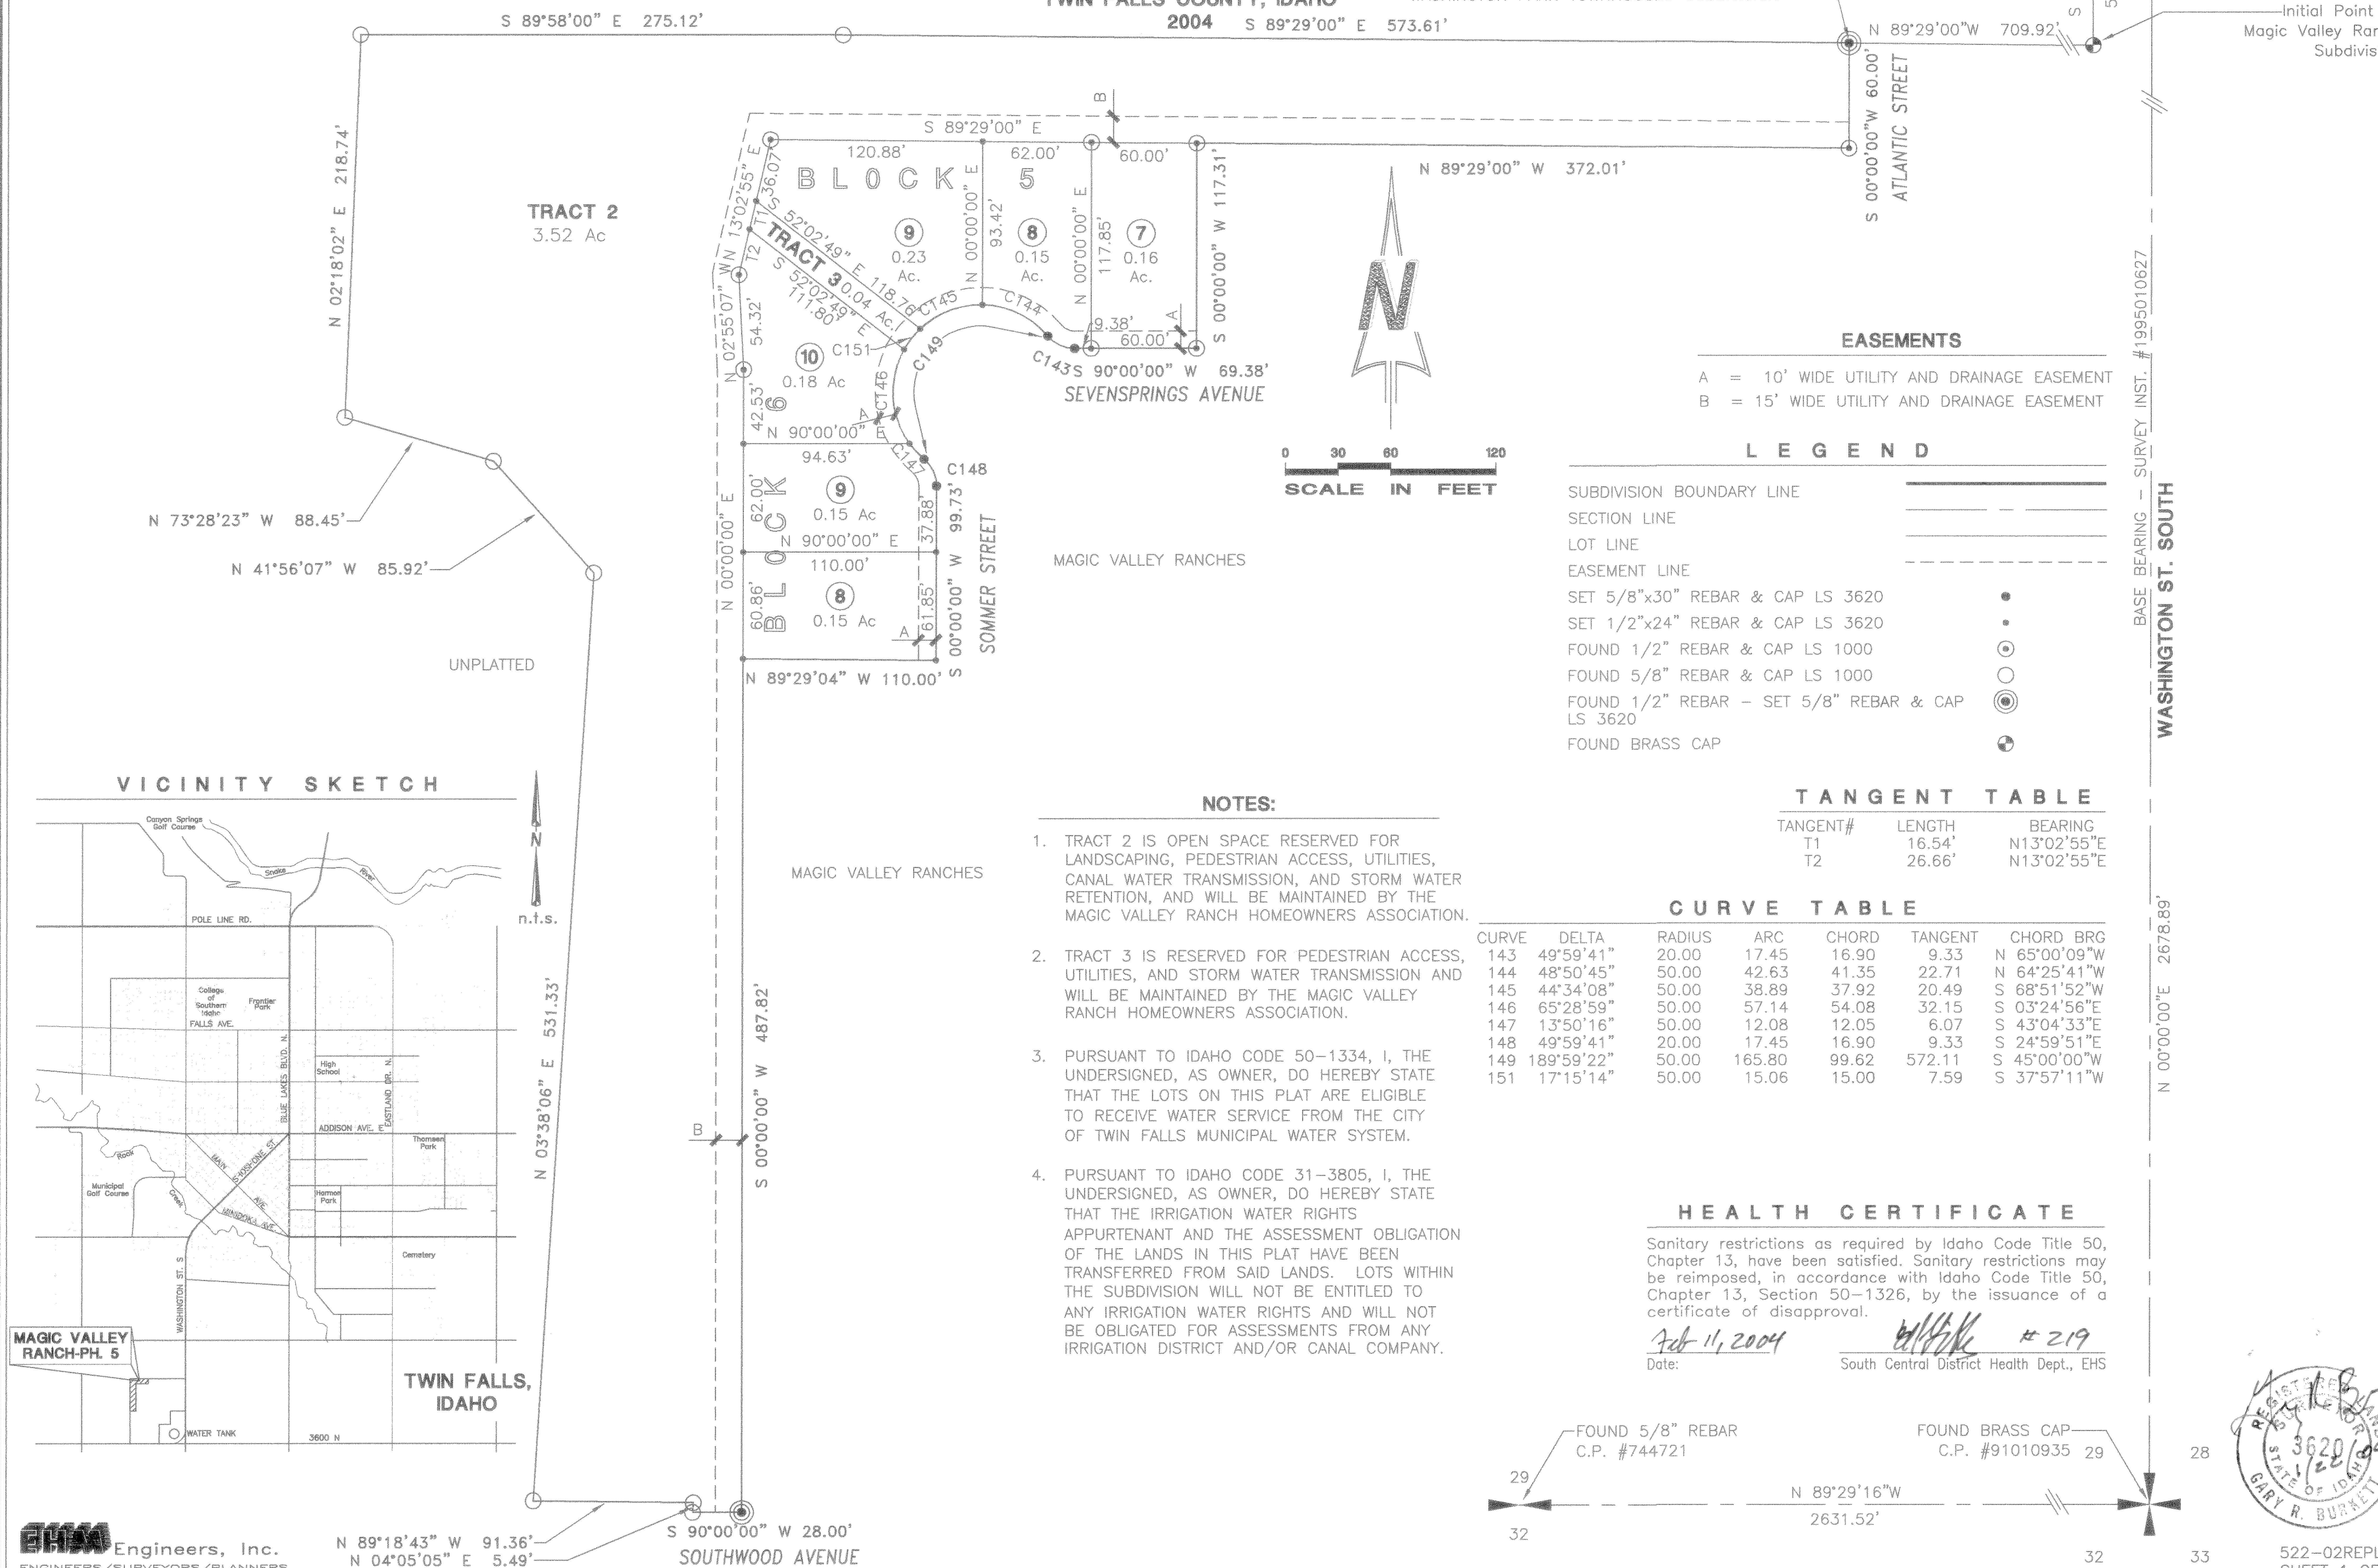 TWIN FALLS COUNTY, IDAHO
2004
S 89°58'00" E 275.12'
S 89°29'00" E 573.61'
N 89°29'00"W 709.92'
Initial Point
Magic Valley Ran
Subdivis
S 00°00'00"W 60.00'
ATLANTIC STREET
N 02°18'02" E 218.74'
TRACT 2
3.52 Ac
S 89°29'00" E
B
120.88'
62.00'
60.00'
N 89°29'00" W 372.01'
BLOCK 5
N 13°02'55" E
36.07'
T1
T2
S 52°02'49" E 118.76'
TRACT 3 0.04 Ac.
S 52°02'49" E
111.80'
9
0.23
Ac.
N 00°00'00" E
93.42'
8
0.15
Ac.
N 00°00'00" E
117.85'
7
0.16
Ac.
S 00°00'00" W 117.31'
C145
C144
C149
C151
C143
C146
C147
C148
9.38'
60.00'
A
S 90°00'00" W 69.38'
SEVENSPRINGS AVENUE
N 02°55'07" W
54.32'
42.53'
10
0.18 Ac
A
N 90°00'00" E
94.63'
BLOCK 6
62.00'
9
0.15 Ac
37.88'
N 90°00'00" E
110.00'
60.86'
8
0.15 Ac
61.85'
A
N 00°00'00" E
S 00°00'00" W 99.73'
SOMMER STREET
N 89°29'04" W 110.00'
MAGIC VALLEY RANCHES
N
0 30 60 120
SCALE IN FEET
N 73°28'23" W 88.45'
N 41°56'07" W 85.92'
UNPLATTED
EASEMENTS
A = 10' WIDE UTILITY AND DRAINAGE EASEMENT
B = 15' WIDE UTILITY AND DRAINAGE EASEMENT
LEGEND
SUBDIVISION BOUNDARY LINE
SECTION LINE
LOT LINE
EASEMENT LINE
SET 5/8"x30" REBAR & CAP LS 3620
SET 1/2"x24" REBAR & CAP LS 3620
FOUND 1/2" REBAR & CAP LS 1000
FOUND 5/8" REBAR & CAP LS 1000
FOUND 1/2" REBAR - SET 5/8" REBAR & CAP
LS 3620
FOUND BRASS CAP
BASE BEARING - SURVEY INST. #1995010627
WASHINGTON ST. SOUTH
N 00°00'00"E 2678.89'
VICINITY SKETCH
N
n.t.s.
Canyon Springs
Golf Course
Snake
River
POLE LINE RD.
College
of
Southern
Idaho
Frontier
Park
FALLS AVE.
BLUE LAKES BLVD. N.
High
School
EASTLAND DR. N.
ADDISON AVE. E
Thomsen
Park
Rock
Creek
MAIN
AVE.
SHOSHONE ST.
Municipal
Golf Course
Harmon
Park
MINIDOKA AVE.
Cemetery
WASHINGTON ST. S
MAGIC VALLEY
RANCH-PH. 5
TWIN FALLS,
IDAHO
WATER TANK
3600 N
N 03°38'06" E 531.33'
MAGIC VALLEY RANCHES
S 00°00'00" W 487.82'
B
NOTES:
1. TRACT 2 IS OPEN SPACE RESERVED FOR
LANDSCAPING, PEDESTRIAN ACCESS, UTILITIES,
CANAL WATER TRANSMISSION, AND STORM WATER
RETENTION, AND WILL BE MAINTAINED BY THE
MAGIC VALLEY RANCH HOMEOWNERS ASSOCIATION.
2. TRACT 3 IS RESERVED FOR PEDESTRIAN ACCESS,
UTILITIES, AND STORM WATER TRANSMISSION AND
WILL BE MAINTAINED BY THE MAGIC VALLEY
RANCH HOMEOWNERS ASSOCIATION.
3. PURSUANT TO IDAHO CODE 50-1334, I, THE
UNDERSIGNED, AS OWNER, DO HEREBY STATE
THAT THE LOTS ON THIS PLAT ARE ELIGIBLE
TO RECEIVE WATER SERVICE FROM THE CITY
OF TWIN FALLS MUNICIPAL WATER SYSTEM.
4. PURSUANT TO IDAHO CODE 31-3805, I, THE
UNDERSIGNED, AS OWNER, DO HEREBY STATE
THAT THE IRRIGATION WATER RIGHTS
APPURTENANT AND THE ASSESSMENT OBLIGATION
OF THE LANDS IN THIS PLAT HAVE BEEN
TRANSFERRED FROM SAID LANDS. LOTS WITHIN
THE SUBDIVISION WILL NOT BE ENTITLED TO
ANY IRRIGATION WATER RIGHTS AND WILL NOT
BE OBLIGATED FOR ASSESSMENTS FROM ANY
IRRIGATION DISTRICT AND/OR CANAL COMPANY.
TANGENT TABLE
TANGENT# LENGTH BEARING
T1 16.54' N13°02'55"E
T2 26.66' N13°02'55"E
CURVE TABLE
CURVE DELTA RADIUS ARC CHORD TANGENT CHORD BRG
143 49°59'41" 20.00 17.45 16.90 9.33 N 65°00'09"W
144 48°50'45" 50.00 42.63 41.35 22.71 N 64°25'41"W
145 44°34'08" 50.00 38.89 37.92 20.49 S 68°51'52"W
146 65°28'59" 50.00 57.14 54.08 32.15 S 03°24'56"E
147 13°50'16" 50.00 12.08 12.05 6.07 S 43°04'33"E
148 49°59'41" 20.00 17.45 16.90 9.33 S 24°59'51"E
149 189°59'22" 50.00 165.80 99.62 572.11 S 45°00'00"W
151 17°15'14" 50.00 15.06 15.00 7.59 S 37°57'11"W
HEALTH CERTIFICATE
Sanitary restrictions as required by Idaho Code Title 50,
Chapter 13, have been satisfied. Sanitary restrictions may
be reimposed, in accordance with Idaho Code Title 50,
Chapter 13, Section 50-1326, by the issuance of a
certificate of disapproval.
Feb 11, 2004 # 219
Date: South Central District Health Dept., EHS
FOUND 5/8" REBAR
C.P. #744721
FOUND BRASS CAP
C.P. #91010935
29
28
29
N 89°29'16"W
2631.52'
32
32
33
REGISTERED
3620
1/22/
STATE OF IDAHO
GARY R. BURKETT
EHM Engineers, Inc.
ENGINEERS/SURVEYORS/PLANNERS
N 89°18'43" W 91.36'
N 04°05'05" E 5.49'
S 90°00'00" W 28.00'
SOUTHWOOD AVENUE
522-02REPL